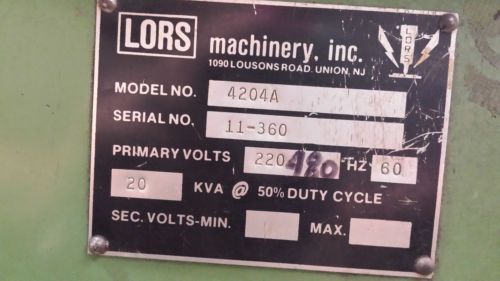 LORS machinery, inc.
LORS
1090 LOUSONS ROAD, UNION, NJ
MODEL NO. 4204A
SERIAL NO. 11-360
PRIMARY VOLTS 220 480 HZ 60
20 KVA @ 50% DUTY CYCLE
SEC. VOLTS-MIN. MAX.